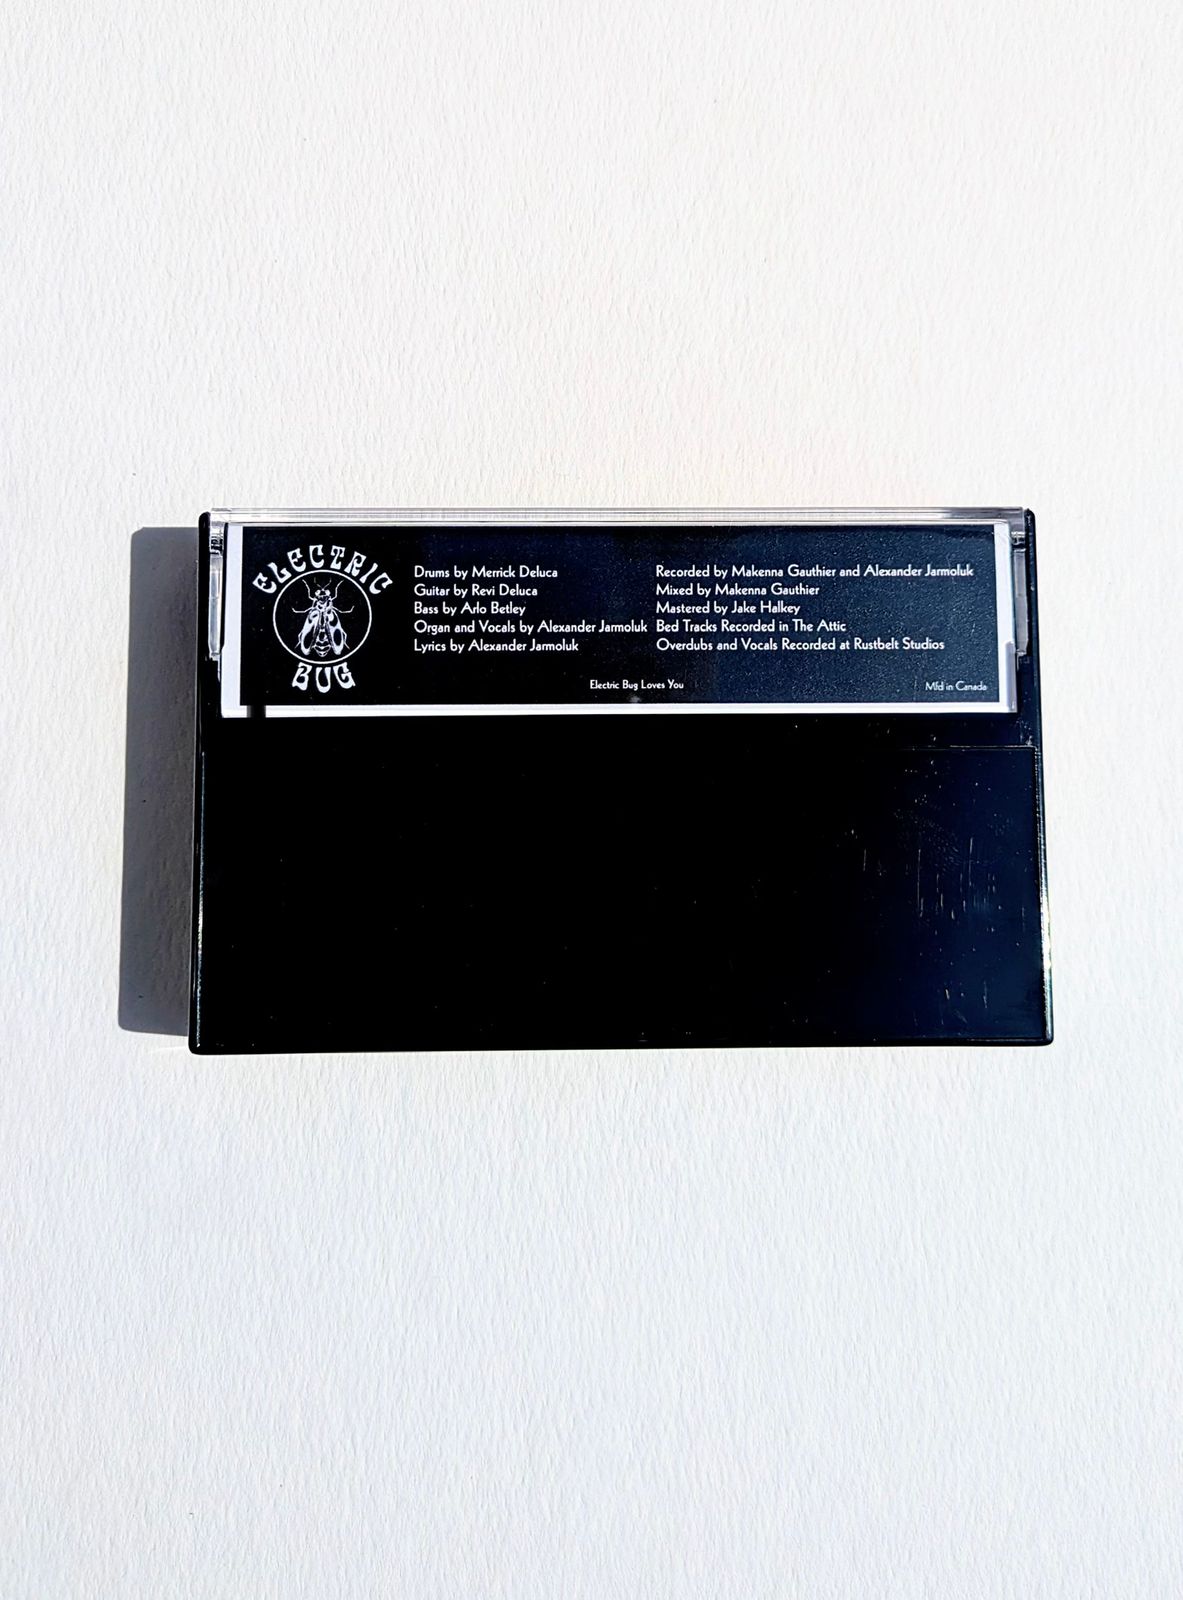 ELECTRIC
BUG
Drums by Merrick Deluca
Guitar by Revi Deluca
Bass by Arlo Betley
Organ and Vocals by Alexander Jarmoluk
Lyrics by Alexander Jarmoluk
Recorded by Makenna Gauthier and Alexander Jarmoluk
Mixed by Makenna Gauthier
Mastered by Jake Halkey
Bed Tracks Recorded in The Attic
Overdubs and Vocals Recorded at Rustbelt Studios
Electric Bug Loves You
Mfd in Canada